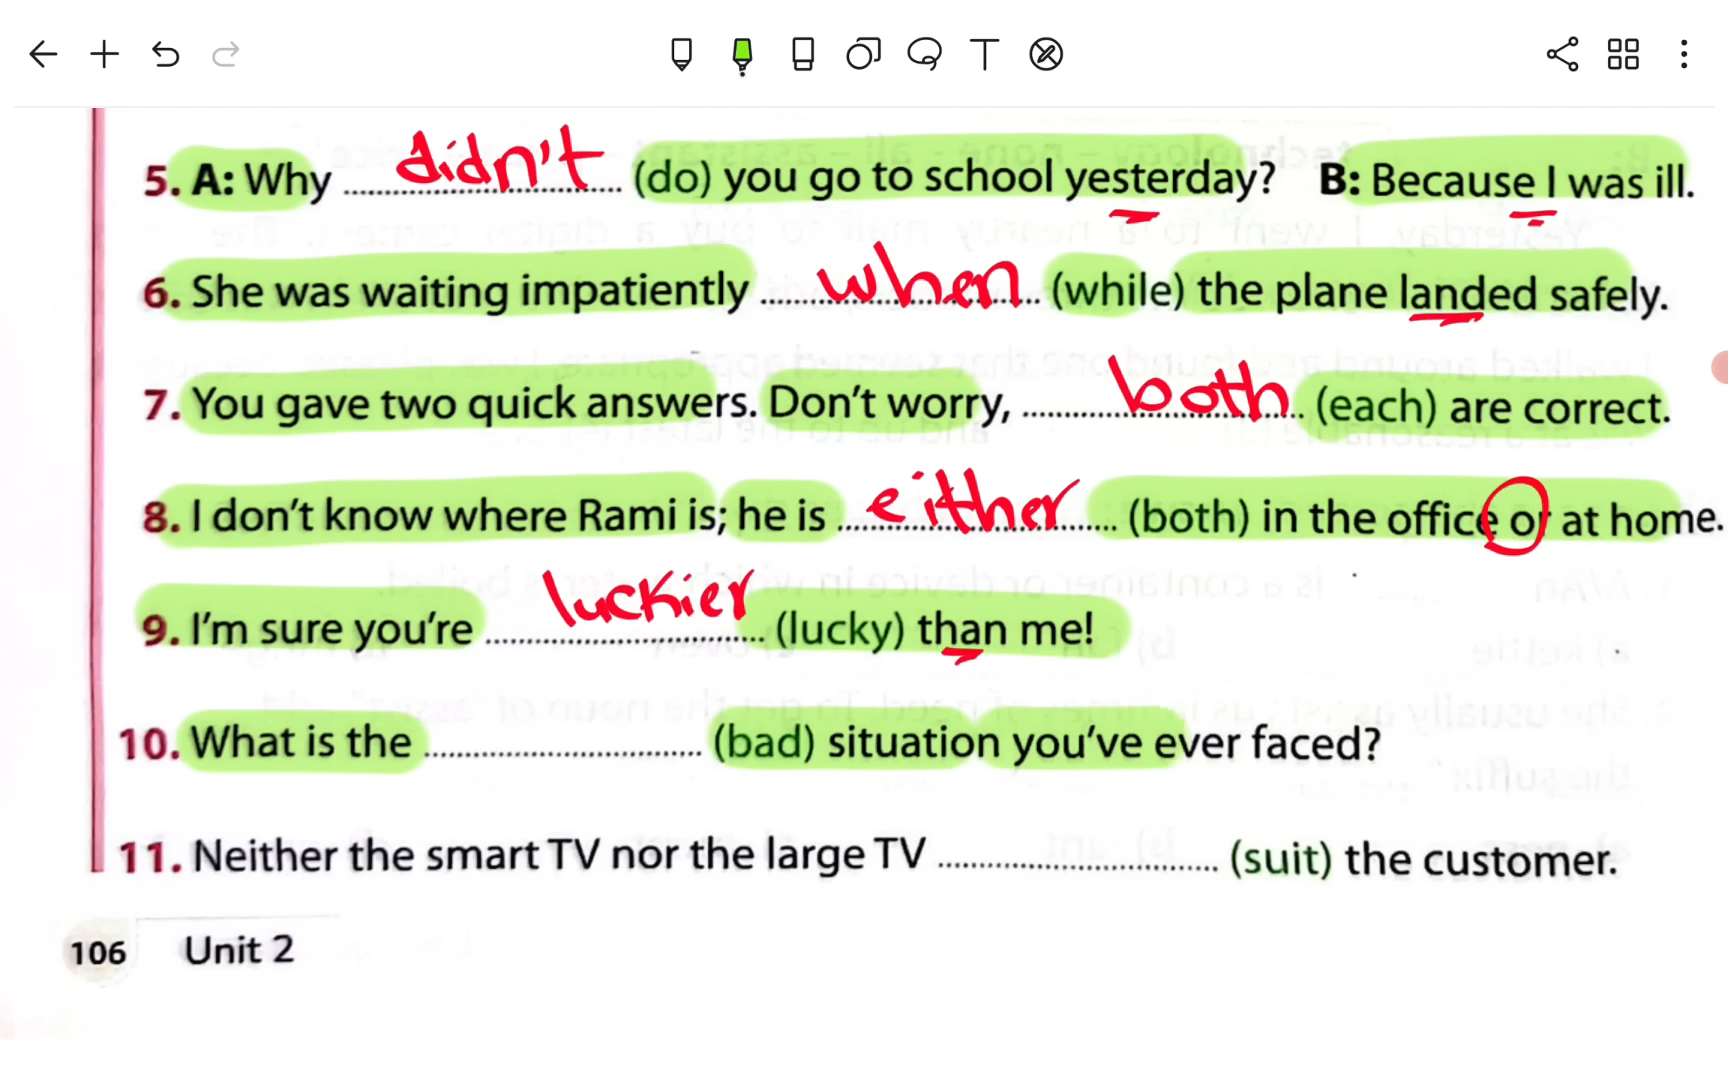 5. A: Why didn't (do) you go to school yesterday? B: Because I was ill.
6. She was waiting impatiently when (while) the plane landed safely.
7. You gave two quick answers. Don't worry, both (each) are correct.
8. I don't know where Rami is; he is either (both) in the office or at home.
9. I'm sure you're luckier (lucky) than me!
10. What is the .............................. (bad) situation you've ever faced?
11. Neither the smart TV nor the large TV .............................. (suit) the customer.
106 Unit 2